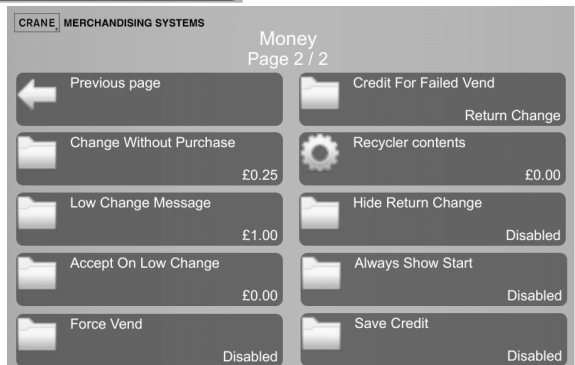 CRANE MERCHANDISING SYSTEMS
Money
Page 2 / 2
Previous page
Change Without Purchase
£0.25
Low Change Message
£1.00
Accept On Low Change
£0.00
Force Vend
Disabled
Credit For Failed Vend
Return Change
Recycler contents
£0.00
Hide Return Change
Disabled
Always Show Start
Disabled
Save Credit
Disabled